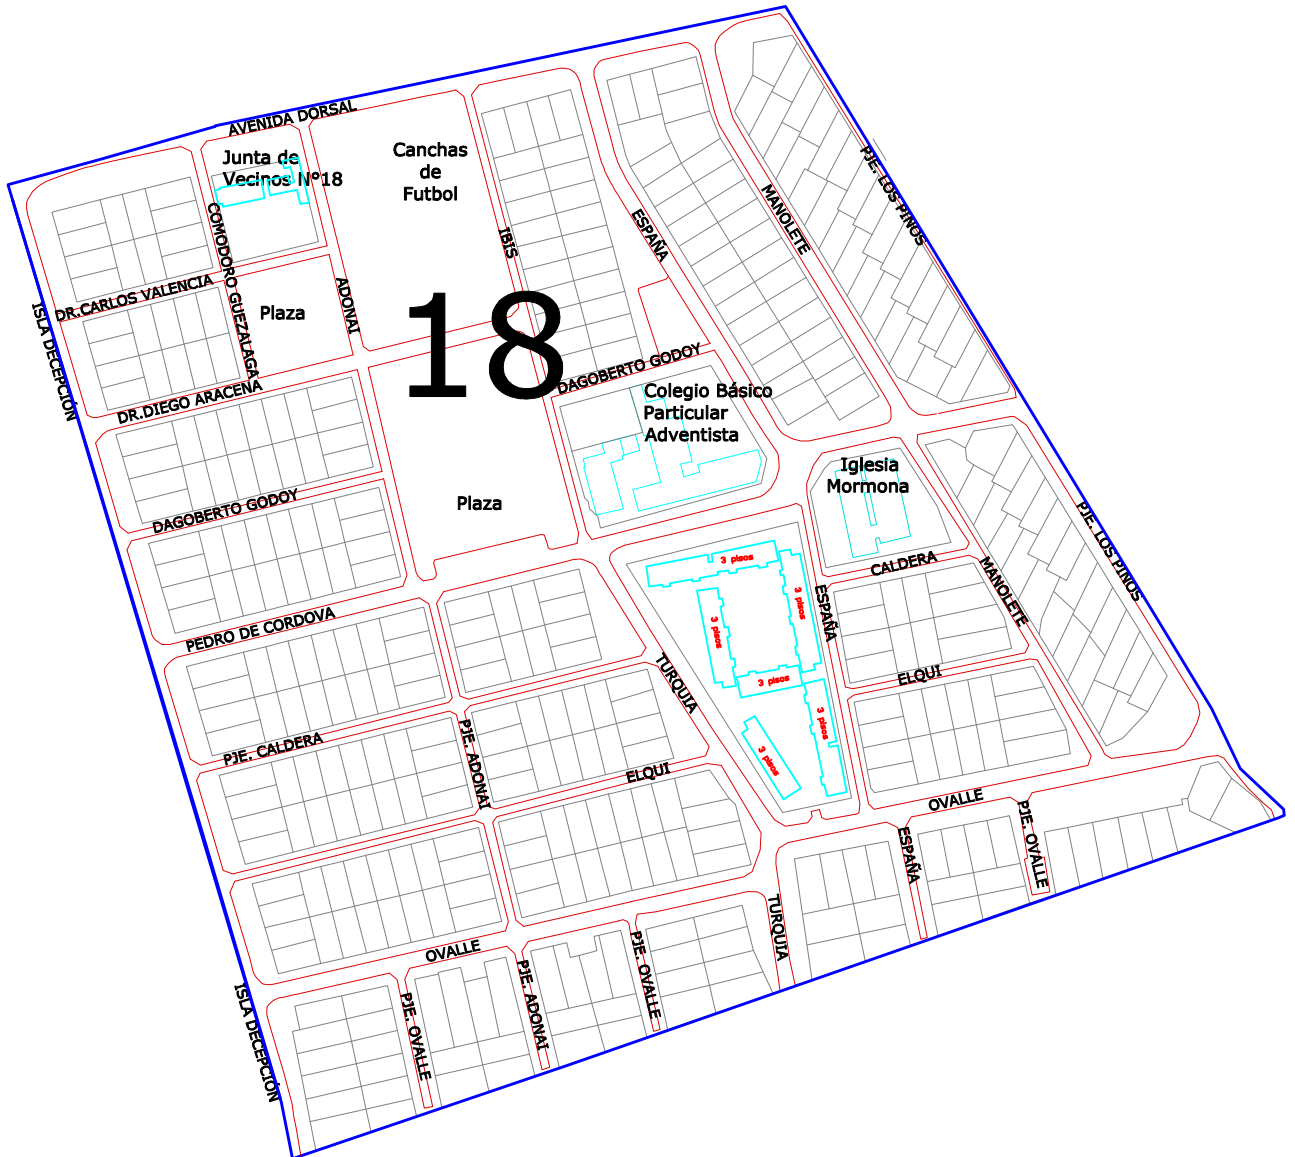 AVENIDA DORSAL
Junta de
Vecinos N°18
Canchas
de
Futbol
PJE. LOS PINOS
MANOLETE
ESPAÑA
IBIS
COMODORO GUEZALAGA
DR.CARLOS VALENCIA
ADONAI
Plaza
ISLA DECEPCIÓN
18
DAGOBERTO GODOY
DR.DIEGO ARACENA
Colegio Básico
Particular
Adventista
Iglesia
Mormona
DAGOBERTO GODOY
Plaza
PJE. LOS PINOS
CALDERA
MANOLETE
3 pisos
3 pisos
3 pisos
ESPAÑA
PEDRO DE CORDOVA
TURQUIA
ELQUI
3 pisos
3 pisos
3 pisos
PJE. CALDERA
PJE. ADONAI
ELQUI
OVALLE
PJE. OVALLE
ESPAÑA
TURQUIA
OVALLE
PJE. OVALLE
PJE. ADONAI
PJE. OVALLE
ISLA DECEPCIÓN